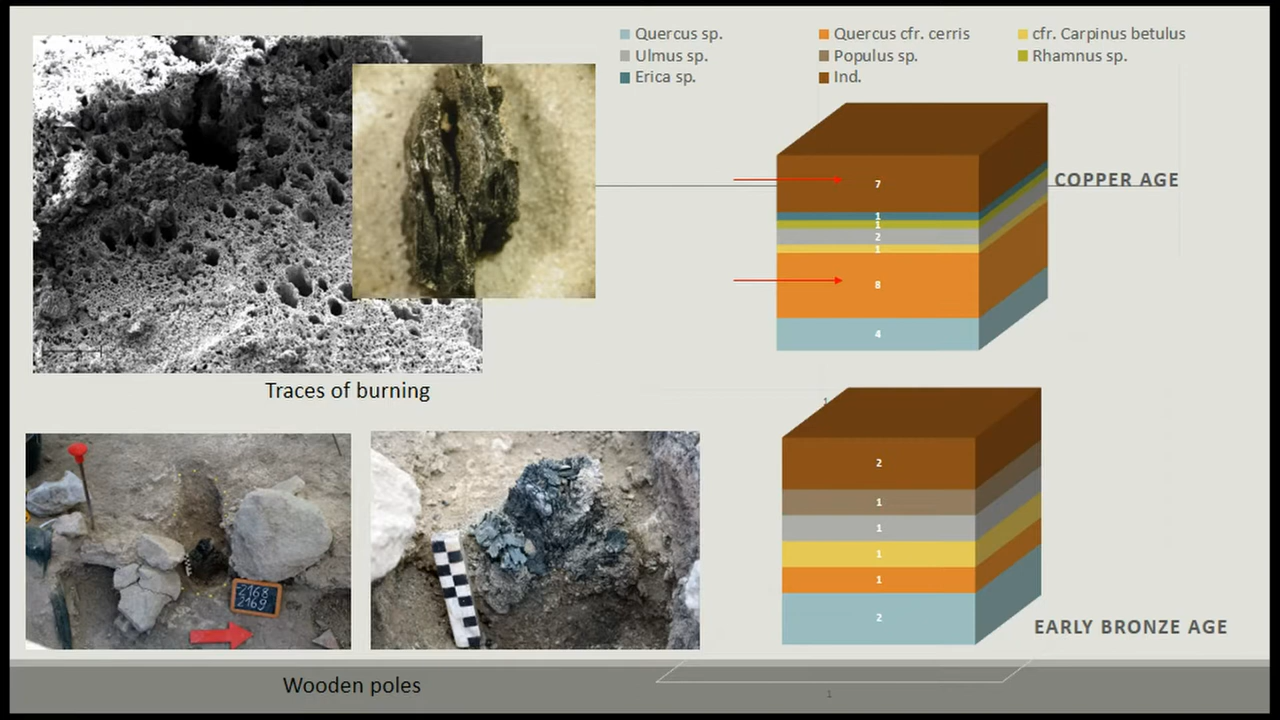 Quercus sp.
Quercus cfr. cerris
cfr. Carpinus betulus
Ulmus sp.
Populus sp.
Rhamnus sp.
Erica sp.
Ind.
7
COPPER AGE
1
1
2
1
8
4
Traces of burning
1
2
1
1
1
1
2
2168
2169
EARLY BRONZE AGE
Wooden poles
1